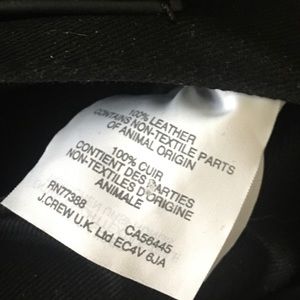 100% LEATHER
CONTAINS NON-TEXTILE PARTS
OF ANIMAL ORIGIN
100% CUIR
CONTIENT DES PARTIES
NON-TEXTILES D'ORIGINE
ANIMALE
RN77388 CA56445
J.CREW U.K Ltd EC4V 6JA